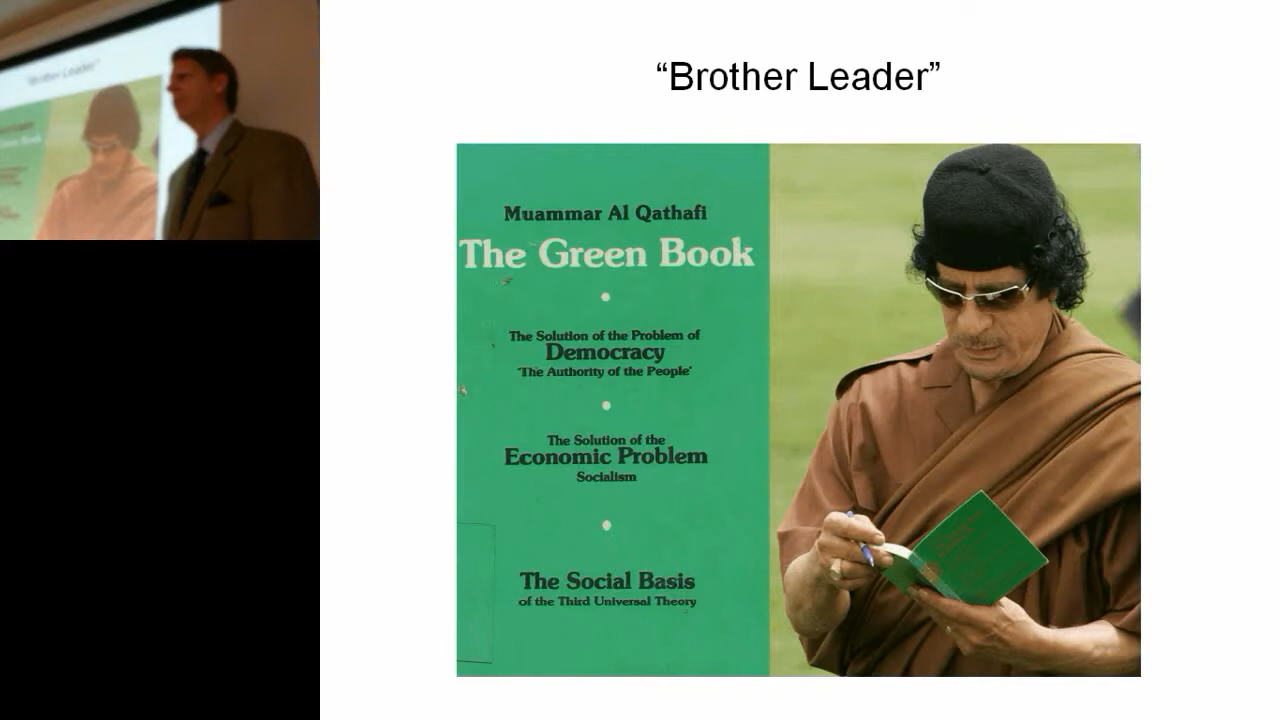 “Brother Leader”
Muammar Al Qathafi
The Green Book
The Solution of the Problem of
Democracy
'The Authority of the People'
The Solution of the
Economic Problem
Socialism
The Social Basis
of the Third Universal Theory